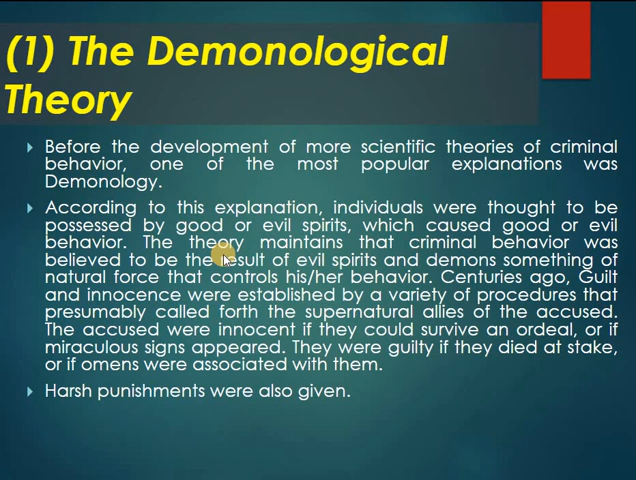 (1) The Demonological
Theory
Before the development of more scientific theories of criminal
behavior, one of the most popular explanations was
Demonology.
According to this explanation, individuals were thought to be
possessed by good or evil spirits, which caused good or evil
behavior. The theory maintains that criminal behavior was
believed to be the result of evil spirits and demons something of
natural force that controls his/her behavior. Centuries ago, Guilt
and innocence were established by a variety of procedures that
presumably called forth the supernatural allies of the accused.
The accused were innocent if they could survive an ordeal, or if
miraculous signs appeared. They were guilty if they died at stake,
or if omens were associated with them.
Harsh punishments were also given.